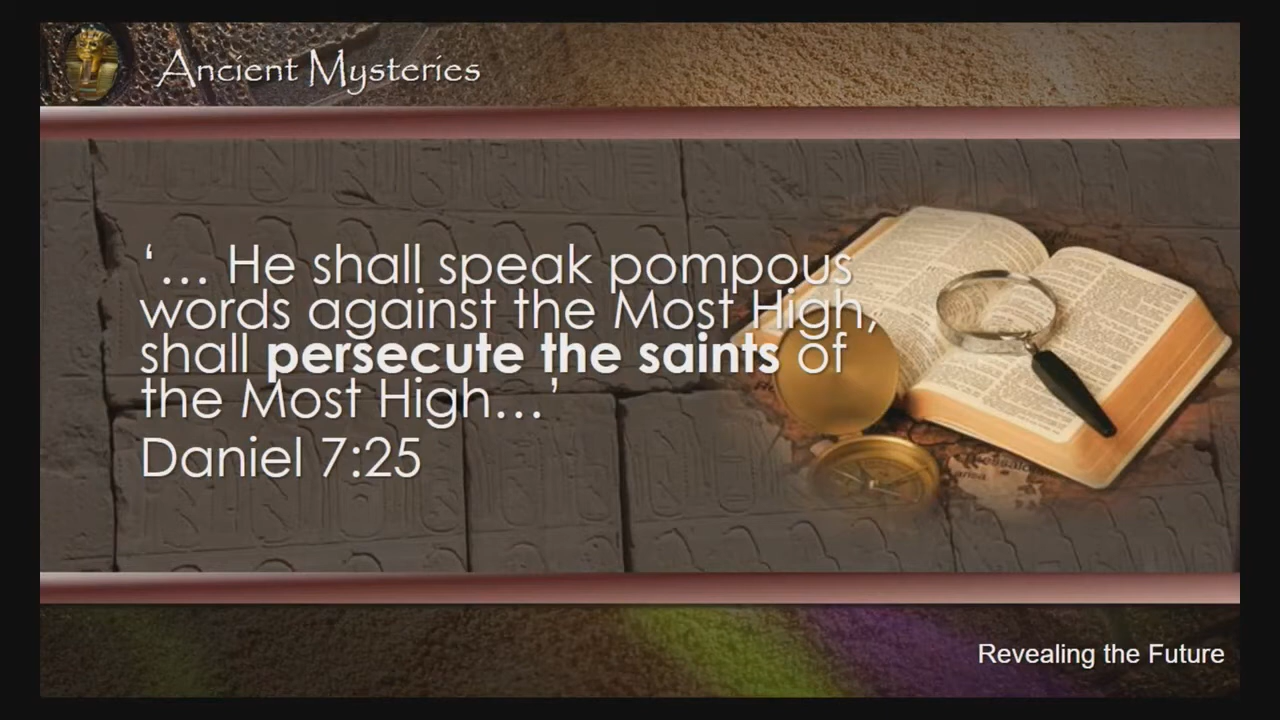 Ancient Mysteries
‘… He shall speak pompous
words against the Most High,
shall persecute the saints of
the Most High…’
Daniel 7:25
Revealing the Future